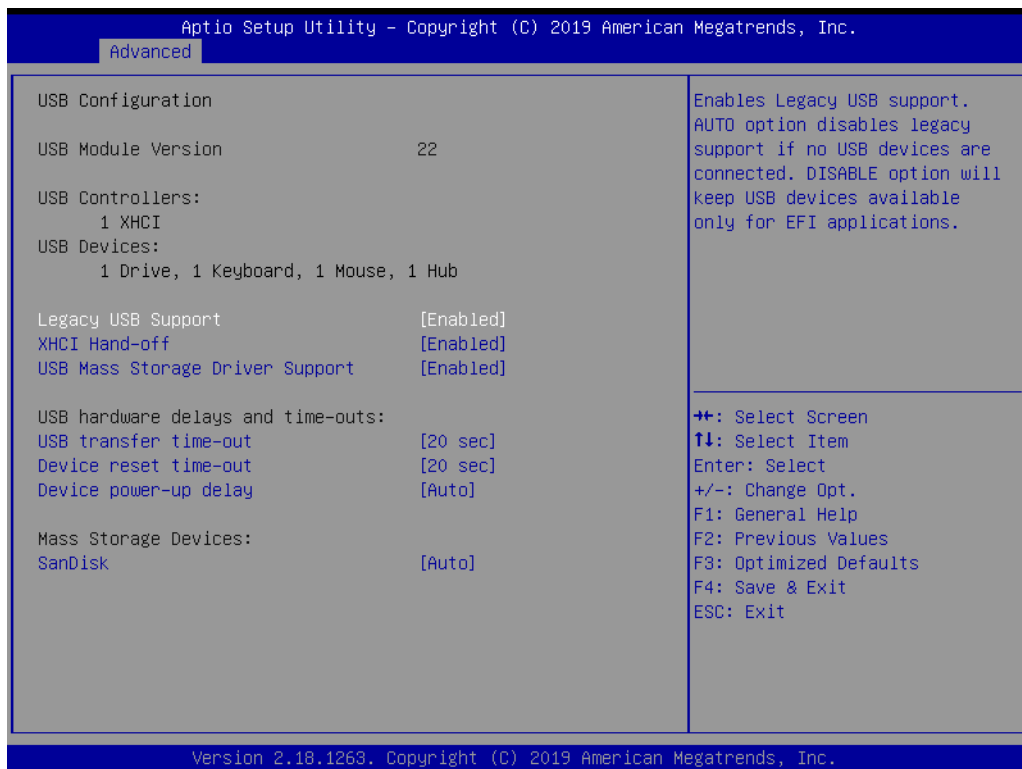 Aptio Setup Utility – Copyright (C) 2019 American Megatrends, Inc.
Advanced
USB Configuration
USB Module Version 22
USB Controllers:
1 XHCI
USB Devices:
1 Drive, 1 Keyboard, 1 Mouse, 1 Hub
Legacy USB Support [Enabled]
XHCI Hand-off [Enabled]
USB Mass Storage Driver Support [Enabled]
USB hardware delays and time-outs:
USB transfer time-out [20 sec]
Device reset time-out [20 sec]
Device power-up delay [Auto]
Mass Storage Devices:
SanDisk [Auto]
Enables Legacy USB support.
AUTO option disables legacy
support if no USB devices are
connected. DISABLE option will
keep USB devices available
only for EFI applications.
→←: Select Screen
↑↓: Select Item
Enter: Select
+/-: Change Opt.
F1: General Help
F2: Previous Values
F3: Optimized Defaults
F4: Save & Exit
ESC: Exit
Version 2.18.1263. Copyright (C) 2019 American Megatrends, Inc.